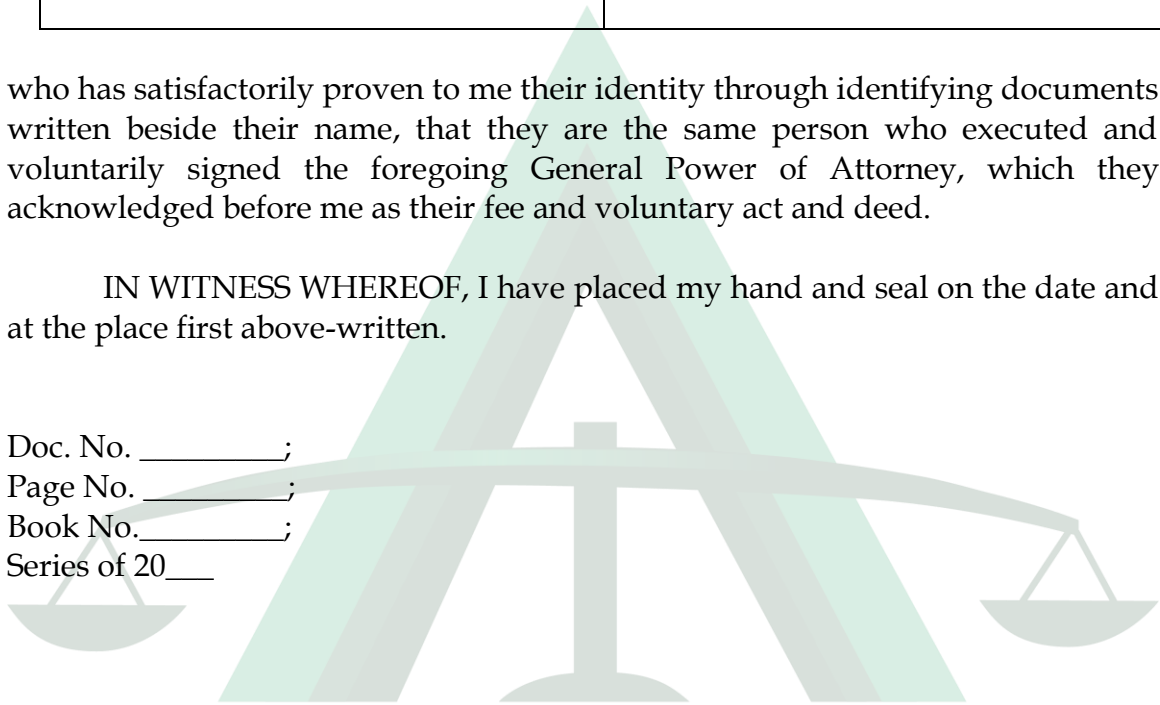 who has satisfactorily proven to me their identity through identifying documents
written beside their name, that they are the same person who executed and
voluntarily signed the foregoing General Power of Attorney, which they
acknowledged before me as their fee and voluntary act and deed.
IN WITNESS WHEREOF, I have placed my hand and seal on the date and
at the place first above-written.
Doc. No. _________;
Page No. _________;
Book No._________;
Series of 20___